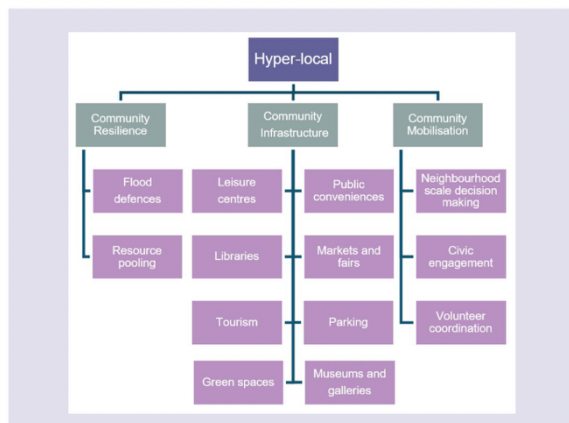 Hyper-local
Community
Resilience
Community
Infrastructure
Community
Mobilisation
Flood
defences
Leisure
centres
Public
conveniences
Neighbourhood
scale decision
making
Resource
pooling
Libraries
Markets and
fairs
Civic
engagement
Tourism
Parking
Volunteer
coordination
Green spaces
Museums and
galleries